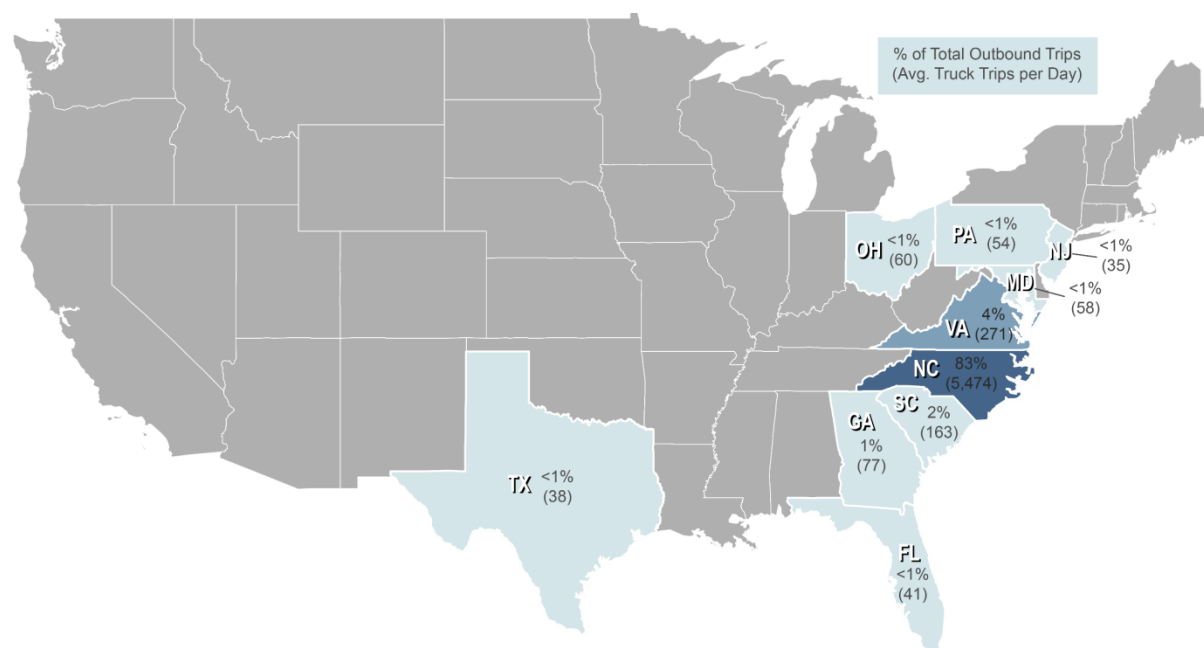 % of Total Outbound Trips
(Avg. Truck Trips per Day)
OH <1%
(60)
PA <1%
(54)
NJ <1%
(35)
MD <1%
(58)
VA 4%
(271)
NC 83%
(5,474)
SC 2%
(163)
GA
1%
(77)
TX <1%
(38)
FL
<1%
(41)